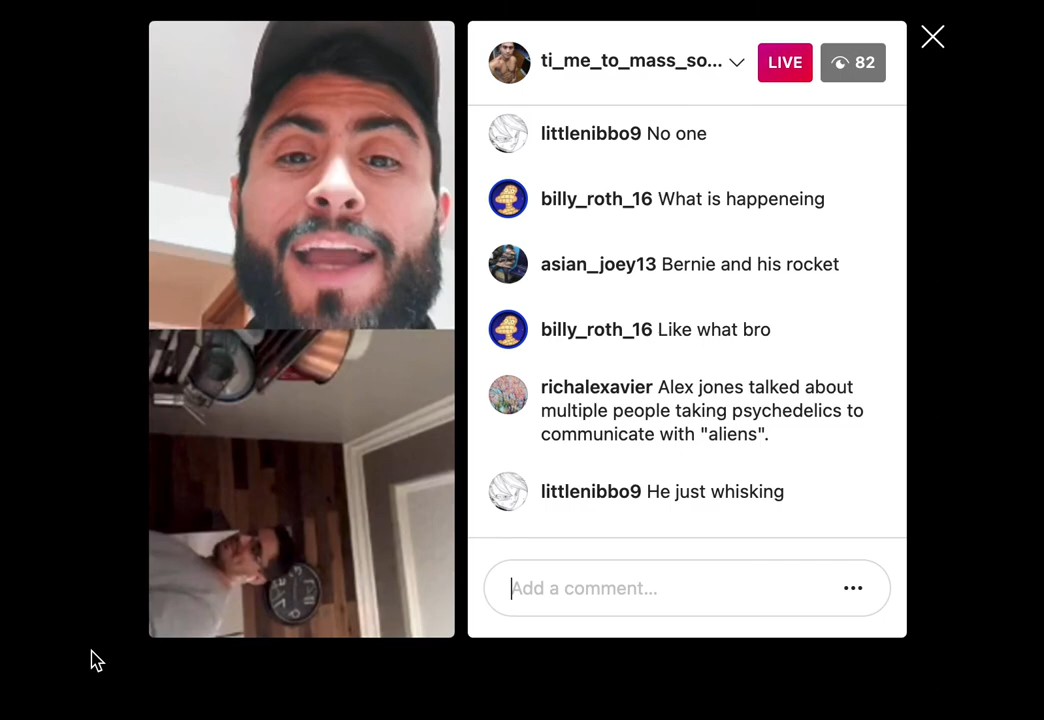 ti_me_to_mass_so...
LIVE
82
littlenibbo9 No one
billy_roth_16 What is happeneing
asian_joey13 Bernie and his rocket
billy_roth_16 Like what bro
richalexavier Alex jones talked about
multiple people taking psychedelics to
communicate with "aliens".
littlenibbo9 He just whisking
Add a comment...